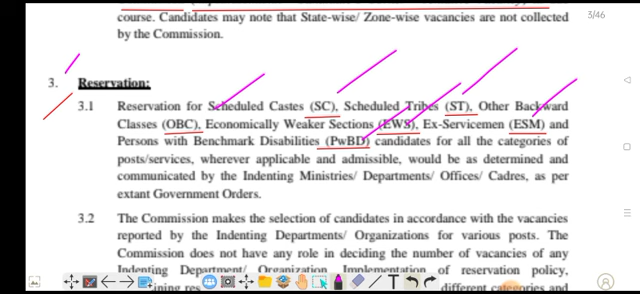 course. Candidates may note that State-wise/ Zone-wise vacancies are not collected
by the Commission.
3/46
3. Reservation:
3.1 Reservation for Scheduled Castes (SC), Scheduled Tribes (ST), Other Backward
Classes (OBC), Economically Weaker Sections (EWS), Ex-Servicemen (ESM) and
Persons with Benchmark Disabilities (PwBD) candidates for all the categories of
posts/services, wherever applicable and admissible, would be as determined and
communicated by the Indenting Ministries/ Departments/ Offices/ Cadres, as per
extant Government Orders.
3.2 The Commission makes the selection of candidates in accordance with the vacancies
reported by the Indenting Departments/ Organizations for various posts. The
Commission does not have any role in deciding the number of vacancies of any
Indenting Department/ Organization. Implementation of reservation policy,
different categories and